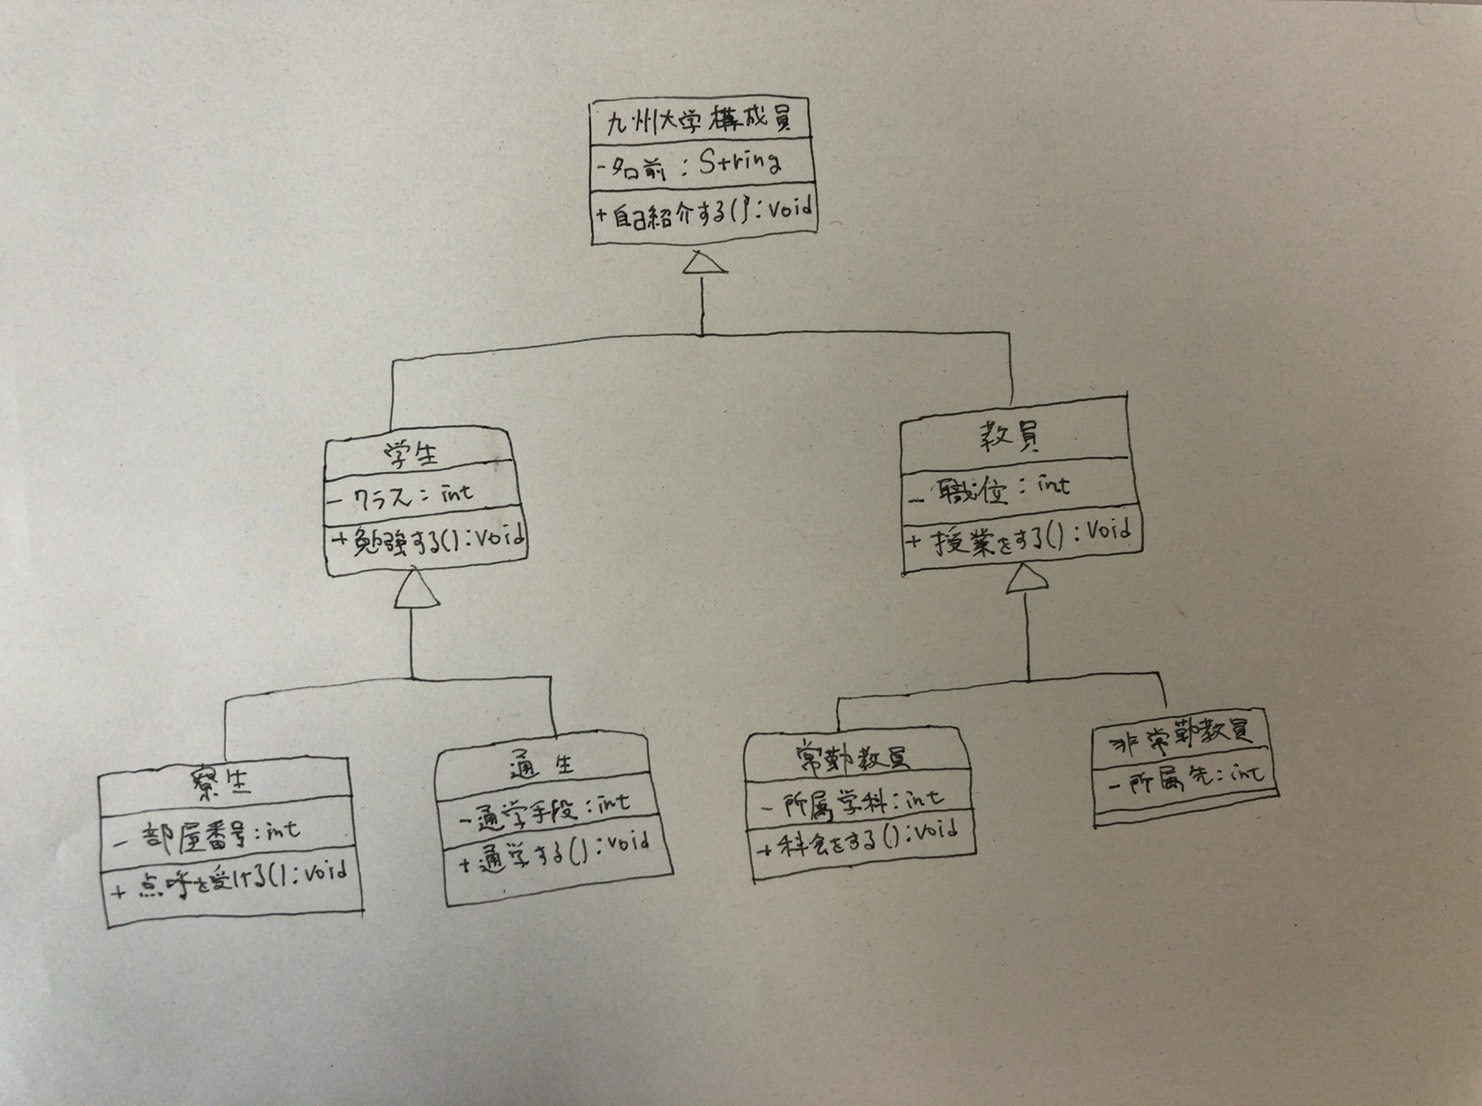 九州大学構成員
-名前：String
+自己紹介する()：void
学生
-クラス：int
+勉強する()：void
教員
-職位：int
+授業をする()：void
寮生
-部屋番号：int
+点呼を受ける()：void
通生
-通学手段：int
+通学する()：void
常勤教員
-所属学科：int
+科会をする()：void
非常勤教員
-所属先：int